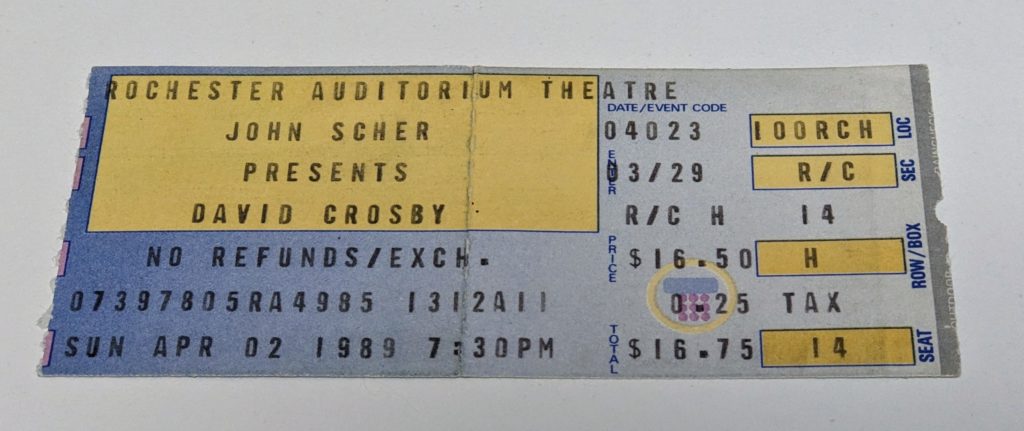 ROCHESTER AUDITORIUM THEATRE
JOHN SCHER
PRESENTS
DAVID CROSBY
NO REFUNDS/EXCH.
07397805RA4985 1312A11
SUN APR 02 1989 7:30PM
DATE/EVENT CODE
04023 100RCH LOC
ENTER 03/29 R/C SEC
R/C H 14
PRICE $16.50 H ROW/BOX
0.25 TAX
TOTAL $16.75 14 SEAT